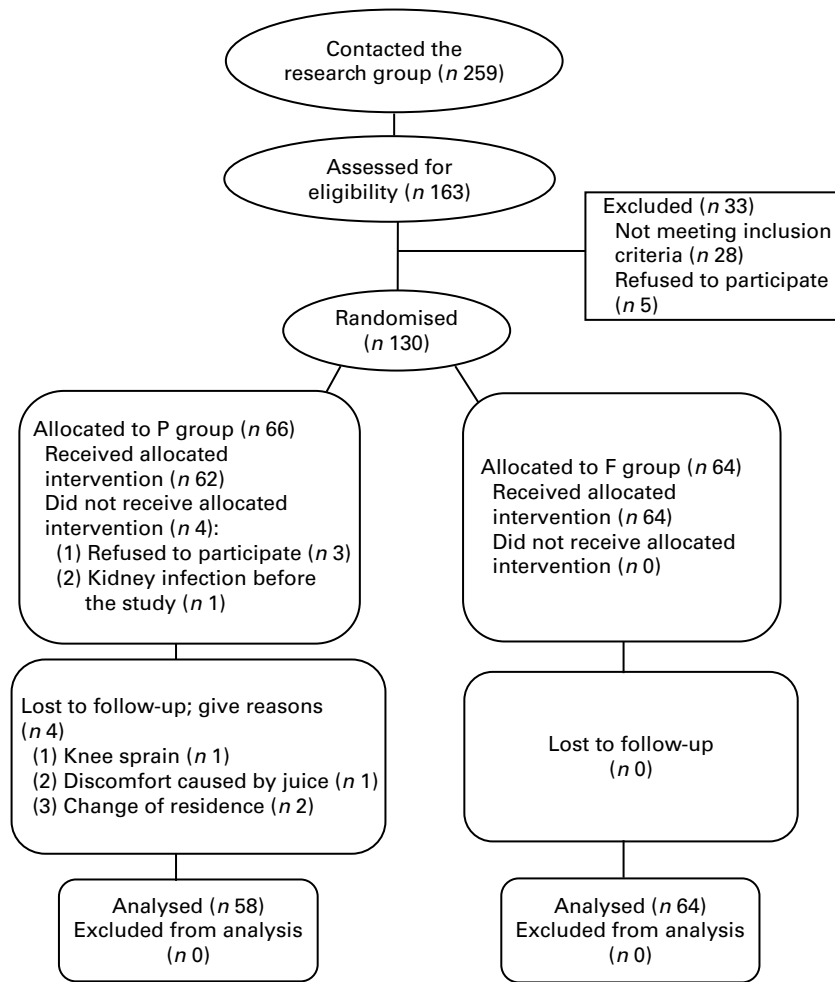 Contacted the
research group (n 259)
Assessed for
eligibility (n 163)
Excluded (n 33)
Not meeting inclusion
criteria (n 28)
Refused to participate
(n 5)
Randomised
(n 130)
Allocated to P group (n 66)
Received allocated
intervention (n 62)
Did not receive allocated
intervention (n 4):
(1) Refused to participate (n 3)
(2) Kidney infection before
the study (n 1)
Allocated to F group (n 64)
Received allocated
intervention (n 64)
Did not receive allocated
intervention (n 0)
Lost to follow-up; give reasons
(n 4)
(1) Knee sprain (n 1)
(2) Discomfort caused by juice (n 1)
(3) Change of residence (n 2)
Lost to follow-up
(n 0)
Analysed (n 58)
Excluded from analysis
(n 0)
Analysed (n 64)
Excluded from analysis
(n 0)